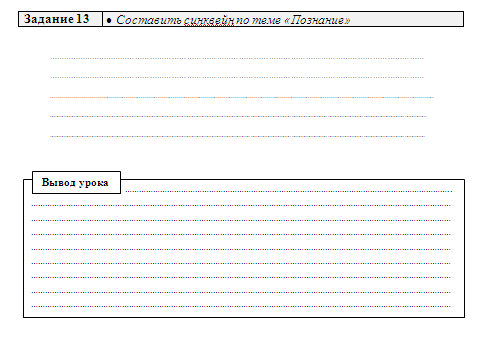 Задание 13 • Составить синквейн по теме «Познание»
Вывод урока